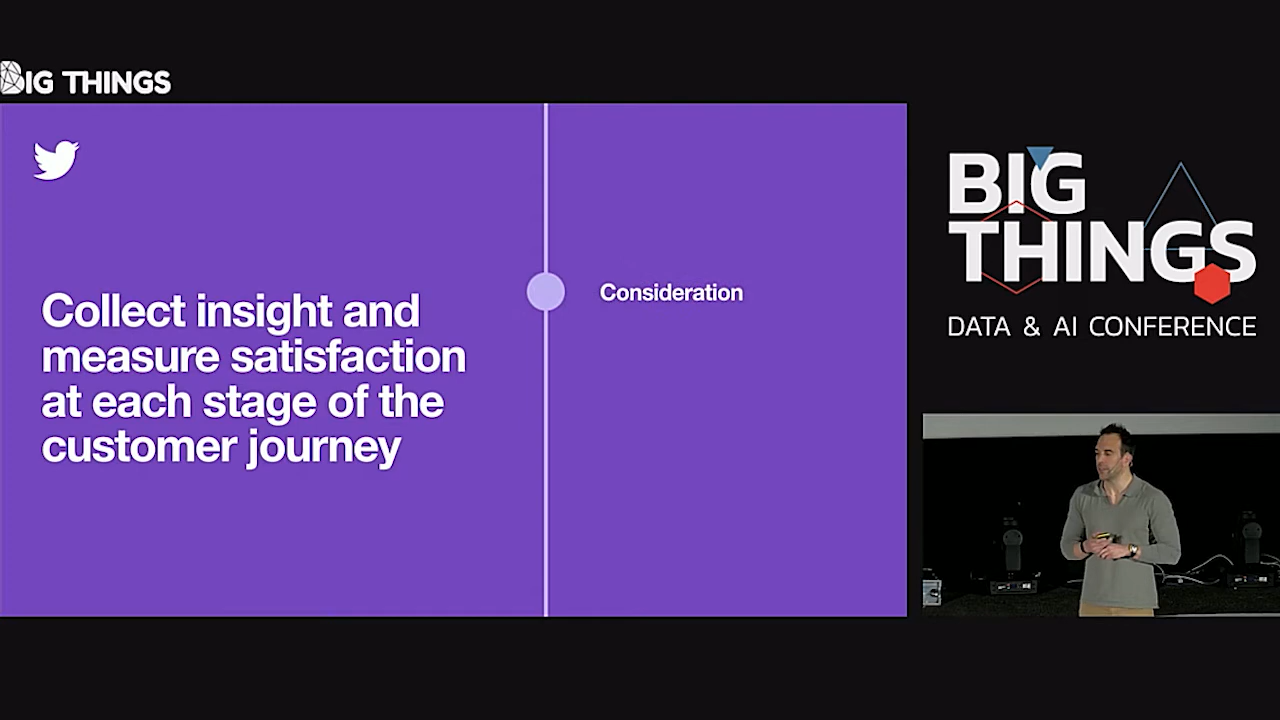 BIG THINGS
Collect insight and
measure satisfaction
at each stage of the
customer journey
Consideration
BIG
THINGS
DATA & AI CONFERENCE